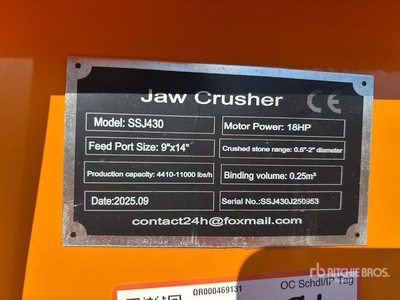 Jaw Crusher CE
Model: SSJ430 Motor Power: 18HP
Feed Port Size: 9"x14" Crushed stone range: 0.6"-2" diameter
Production capacity: 4410-11000 lbs/h Binding volume: 0.25m³
Date:2025.09 Serial No.:SSJ430J250953
contact24h@foxmail.com
OR000469131 OC Schdl/IP Tag
rb RITCHIE BROS.